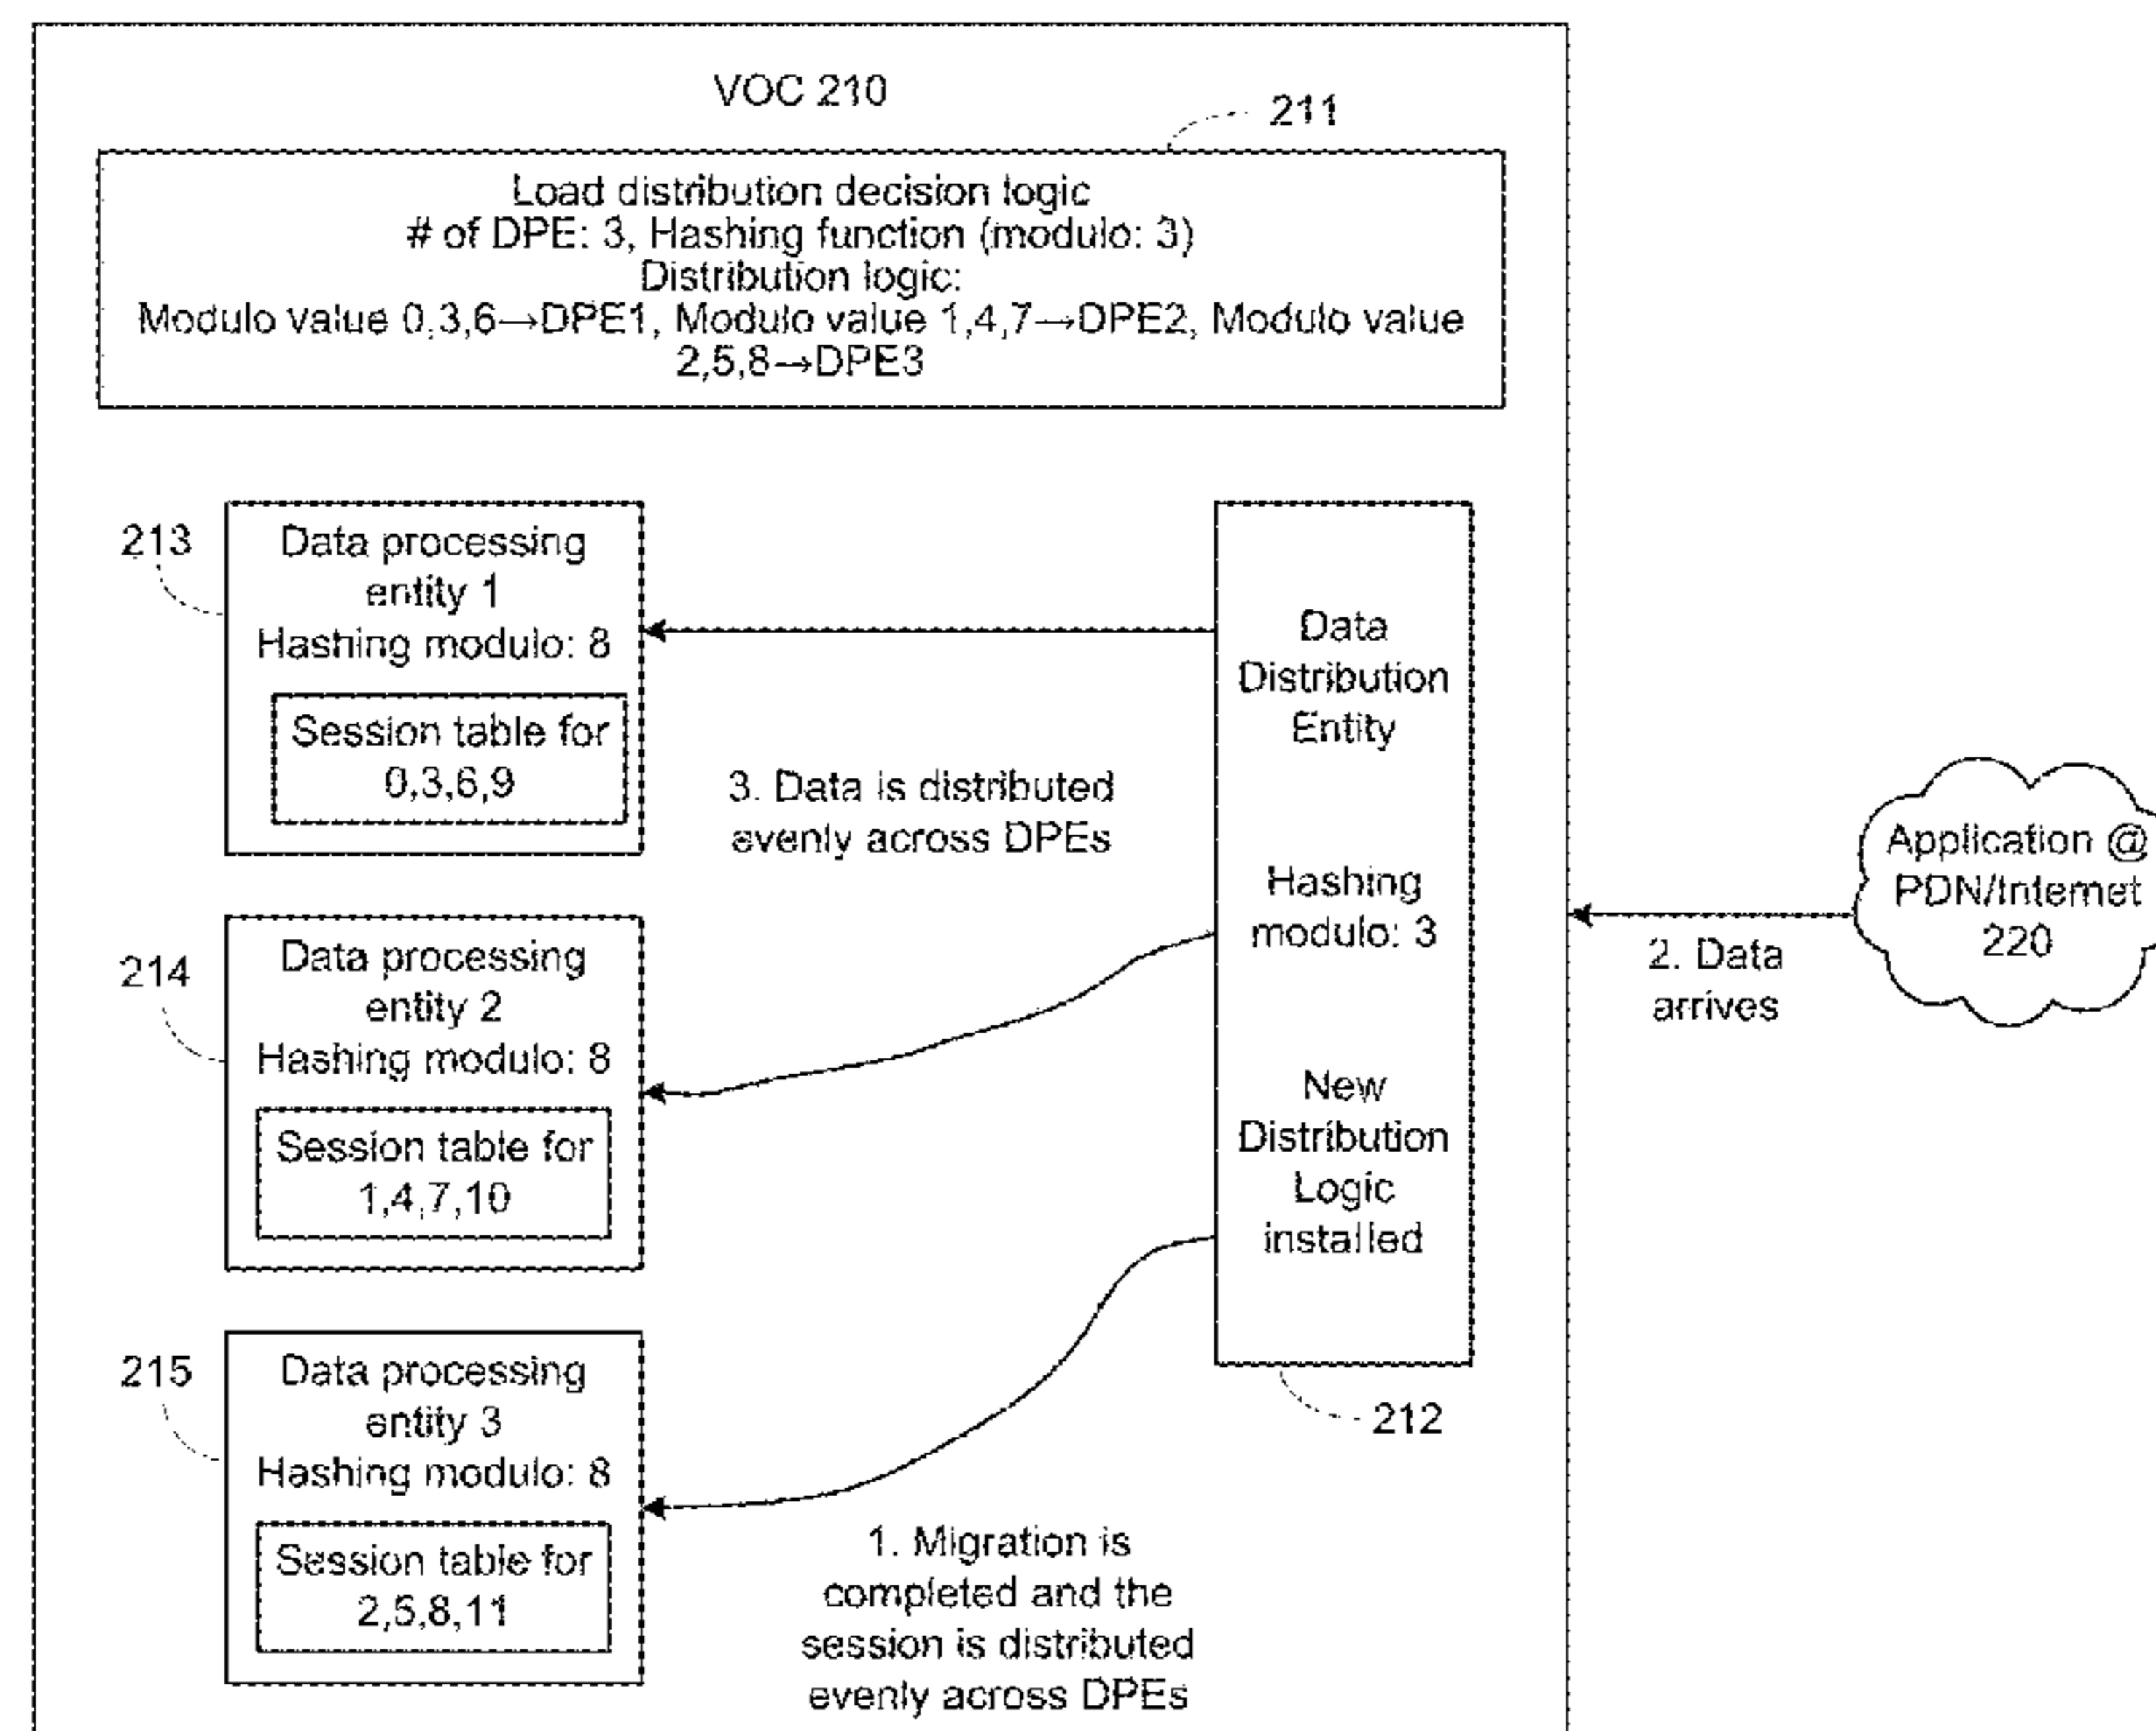 VOC 210
211
Load distribution decision logic
# of DPE: 3, Hashing function (modulo: 3)
Distribution logic:
Modulo value 0,3,6→DPE1, Modulo value 1,4,7→DPE2, Modulo value
2,5,8→DPE3
213
Data processing
entity 1
Hashing modulo: 8
Session table for
0,3,6,9
3. Data is distributed
evenly across DPEs
214
Data processing
entity 2
Hashing modulo: 8
Session table for
1,4,7,10
215
Data processing
entity 3
Hashing modulo: 8
Session table for
2,5,8,11
1. Migration is
completed and the
session is distributed
evenly across DPEs
Data
Distribution
Entity
Hashing
modulo: 3
New
Distribution
Logic
installed
212
2. Data
arrives
Application @
PDN/Internet
220